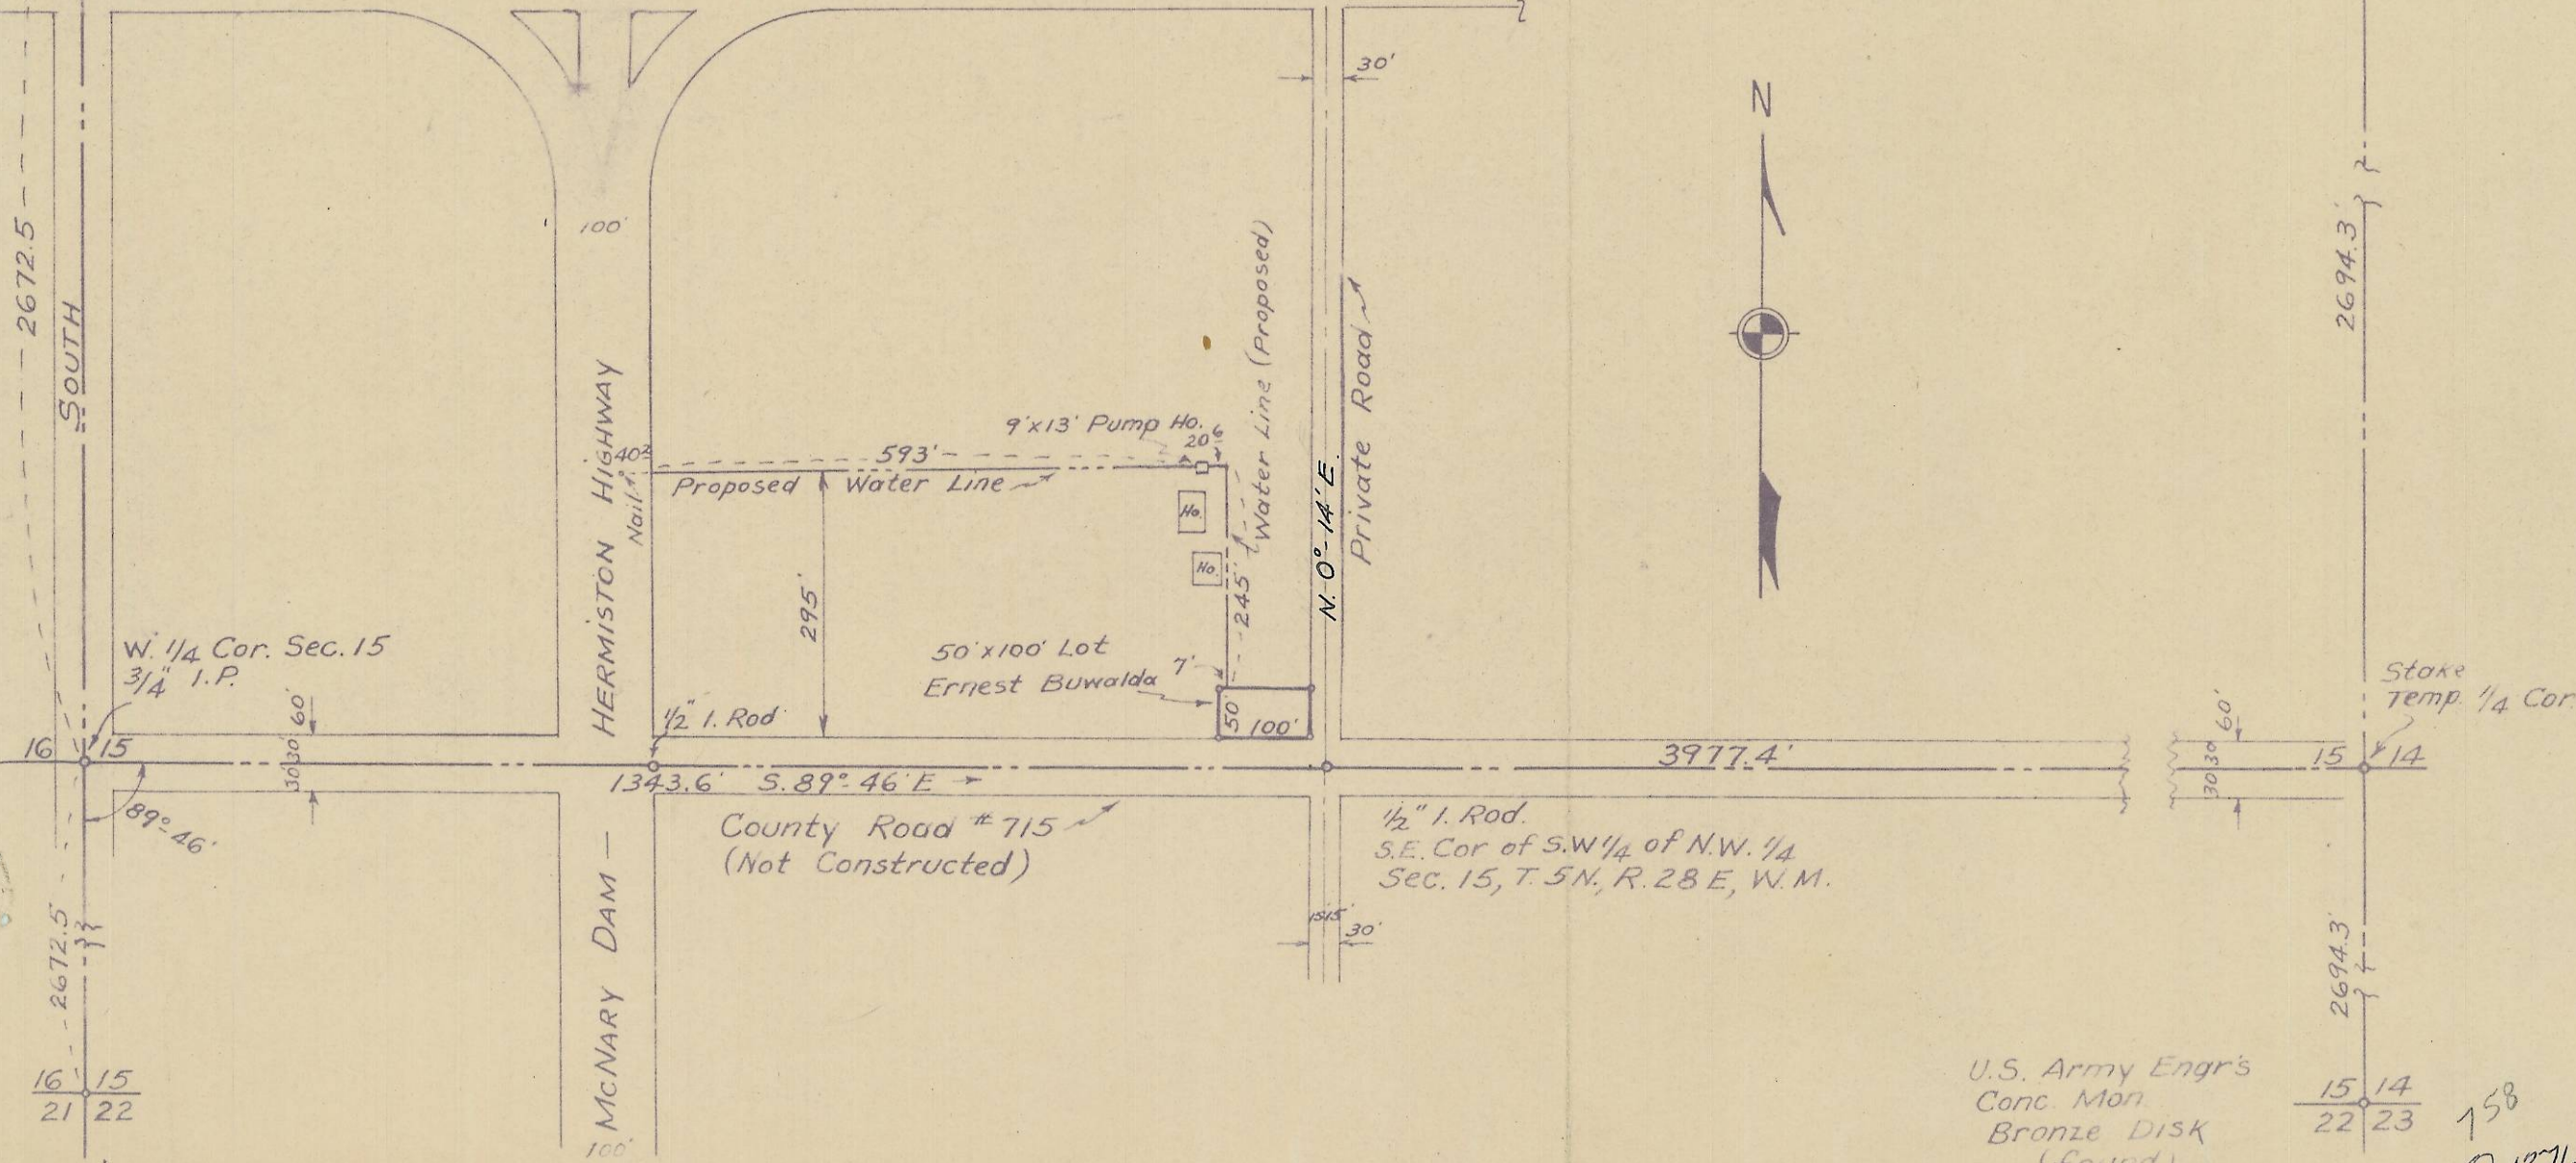 30'
N
2672.5
SOUTH
100'
2694.3'
Water Line (Proposed)
Private Road
HERMISTON HIGHWAY
9'x13' Pump Ho.
20⁶
40²
593'
Proposed Water Line
Nail
Ho.
Ho.
N. 0°-14' E.
295'
245'
W. 1/4 Cor. Sec. 15
3/4" I.P.
50'x100' Lot
Ernest Buwalda
7'
50'
100'
Stake
Temp. 1/4 Cor.
60'
30' 30'
1/2" I. Rod
16 15
3977.4'
60'
30' 30'
15 14
1343.6' S. 89°-46' E
89°-46'
County Road #715
(Not Constructed)
1/2" I. Rod.
S.E. Cor of S.W 1/4 of N.W. 1/4
Sec. 15, T. 5 N., R. 28 E, W. M.
15' 15'
30'
2672.5
McNARY DAM —
2694.3'
16 15
21 22
100'
U.S. Army Engr's
Conc. Mon.
Bronze Disk
(Found)
15 14
22 23
758